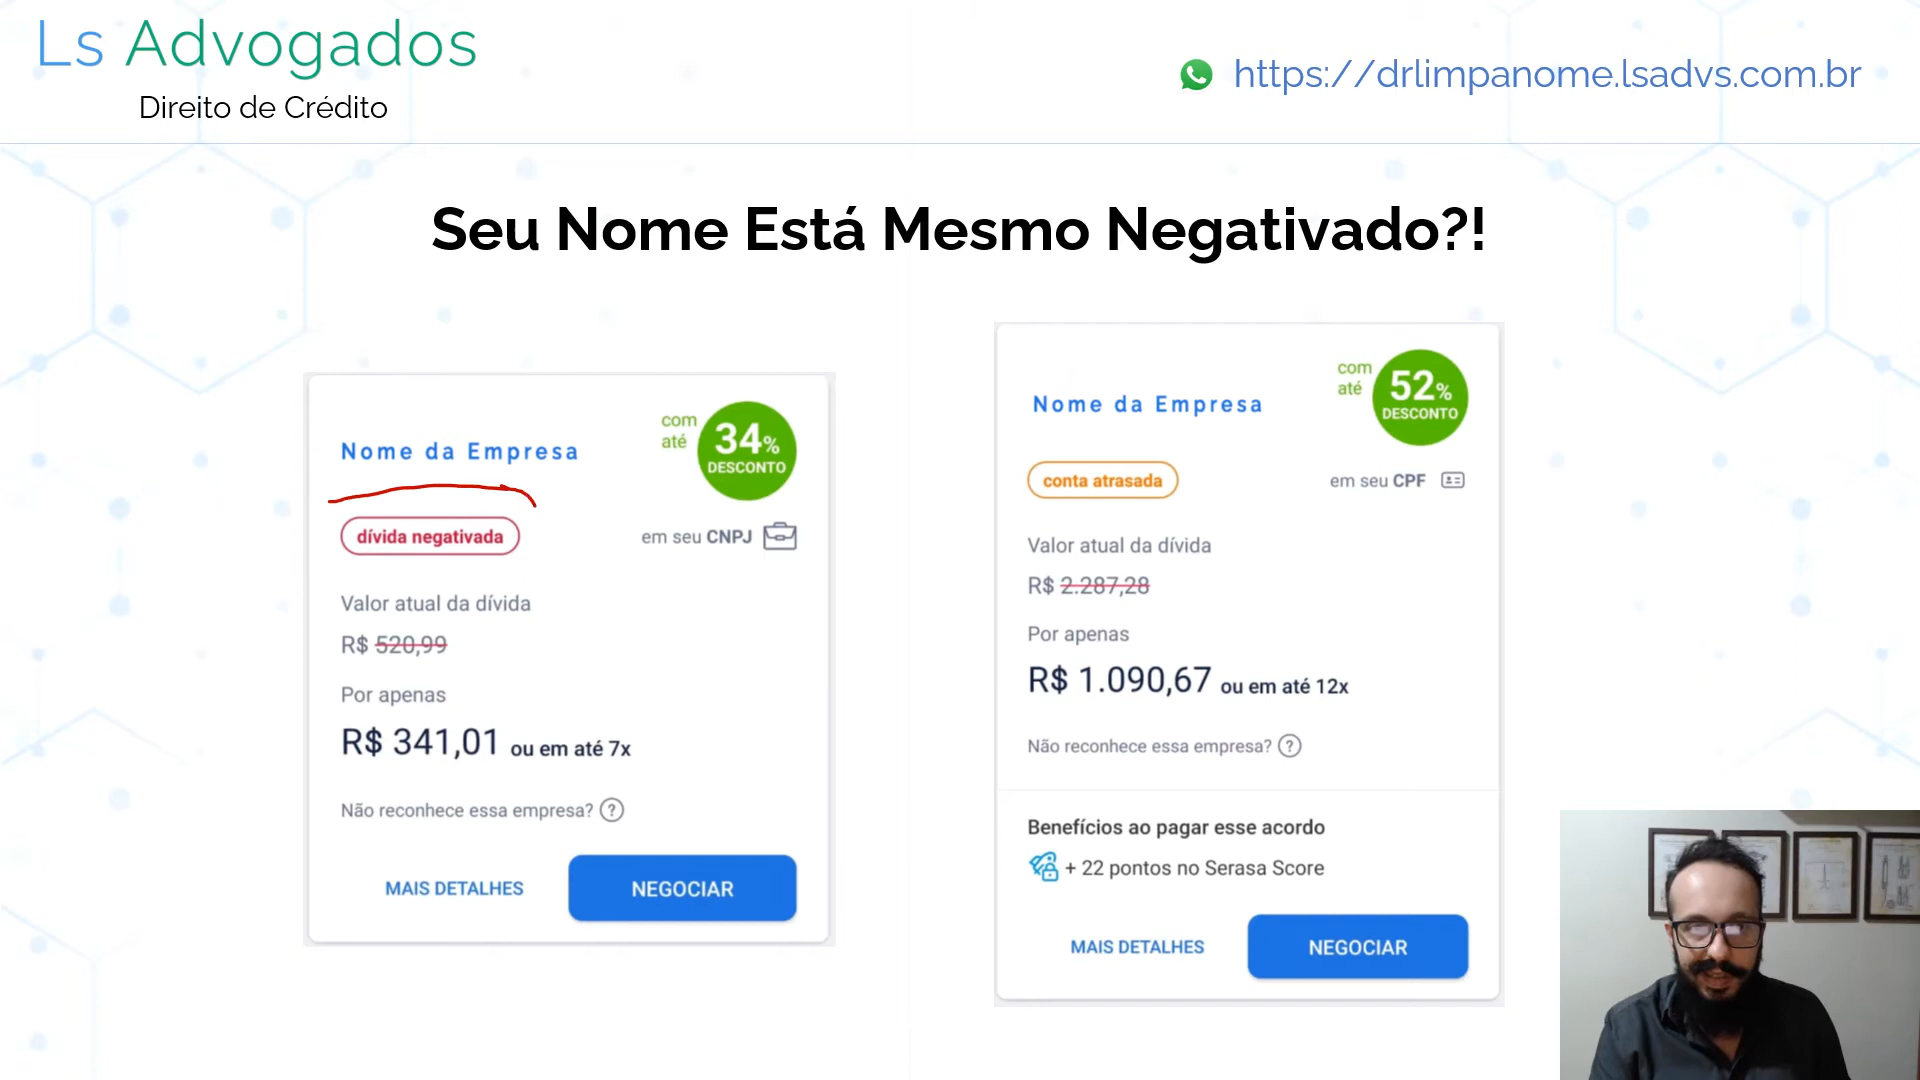 Ls Advogados
Direito de Crédito
https://drlimpanome.lsadvs.com.br
Seu Nome Está Mesmo Negativado?!
Nome da Empresa
com até 34% DESCONTO
dívida negativada
em seu CNPJ
Valor atual da dívida
R$ 520,99
Por apenas
R$ 341,01 ou em até 7x
Não reconhece essa empresa? ?
MAIS DETALHES
NEGOCIAR
Nome da Empresa
com até 52% DESCONTO
conta atrasada
em seu CPF
Valor atual da dívida
R$ 2.287,28
Por apenas
R$ 1.090,67 ou em até 12x
Não reconhece essa empresa? ?
Benefícios ao pagar esse acordo
+ 22 pontos no Serasa Score
MAIS DETALHES
NEGOCIAR